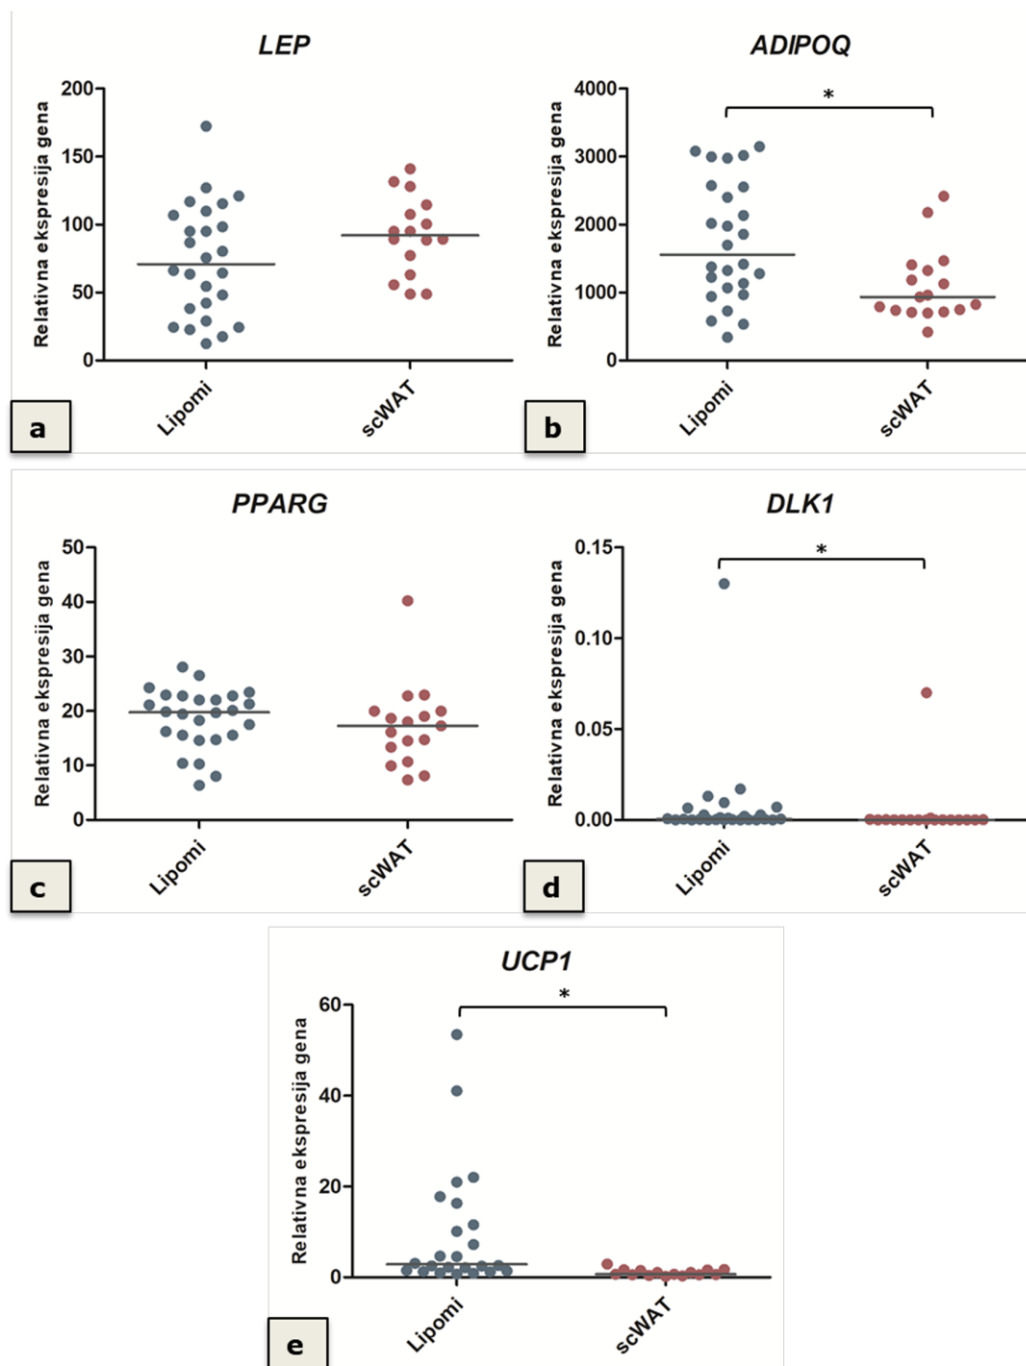 LEP
Relativna ekspresija gena
200
150
100
50
0
Lipomi
scWAT
a
ADIPOQ
Relativna ekspresija gena
4000
3000
2000
1000
0
*
Lipomi
scWAT
b
PPARG
Relativna ekspresija gena
50
40
30
20
10
0
Lipomi
scWAT
c
DLK1
Relativna ekspresija gena
0.15
0.10
0.05
0.00
*
Lipomi
scWAT
d
UCP1
Relativna ekspresija gena
60
40
20
0
*
Lipomi
scWAT
e